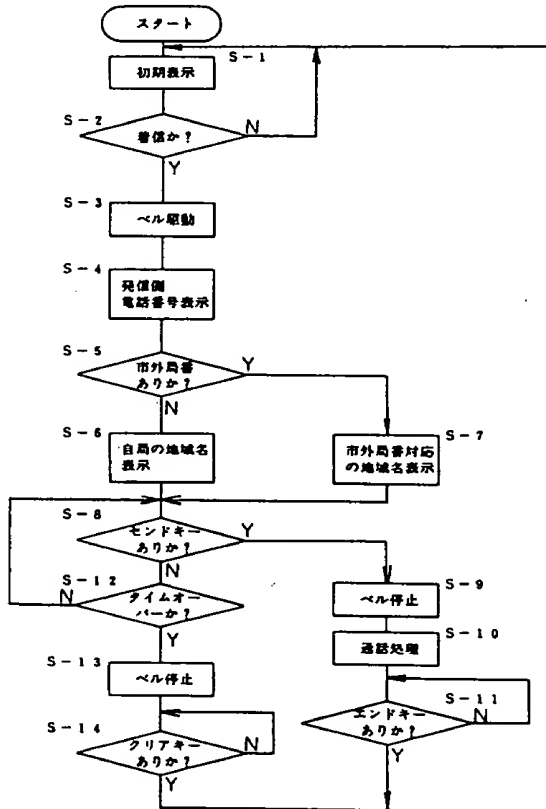 スタート
S-1
初期表示
S-2
着信か?
N
Y
S-3
ベル駆動
S-4
発信側
電話番号表示
S-5
市外局番
ありか?
Y
N
S-6
自局の地域名
表示
S-7
市外局番対応
の地域名表示
S-8
センドキー
ありか?
Y
N
S-12
タイムオー
バーか?
N
Y
S-9
ベル停止
S-10
通話処理
S-13
ベル停止
S-11
エンドキー
ありか?
N
Y
S-14
クリアキー
ありか?
N
Y